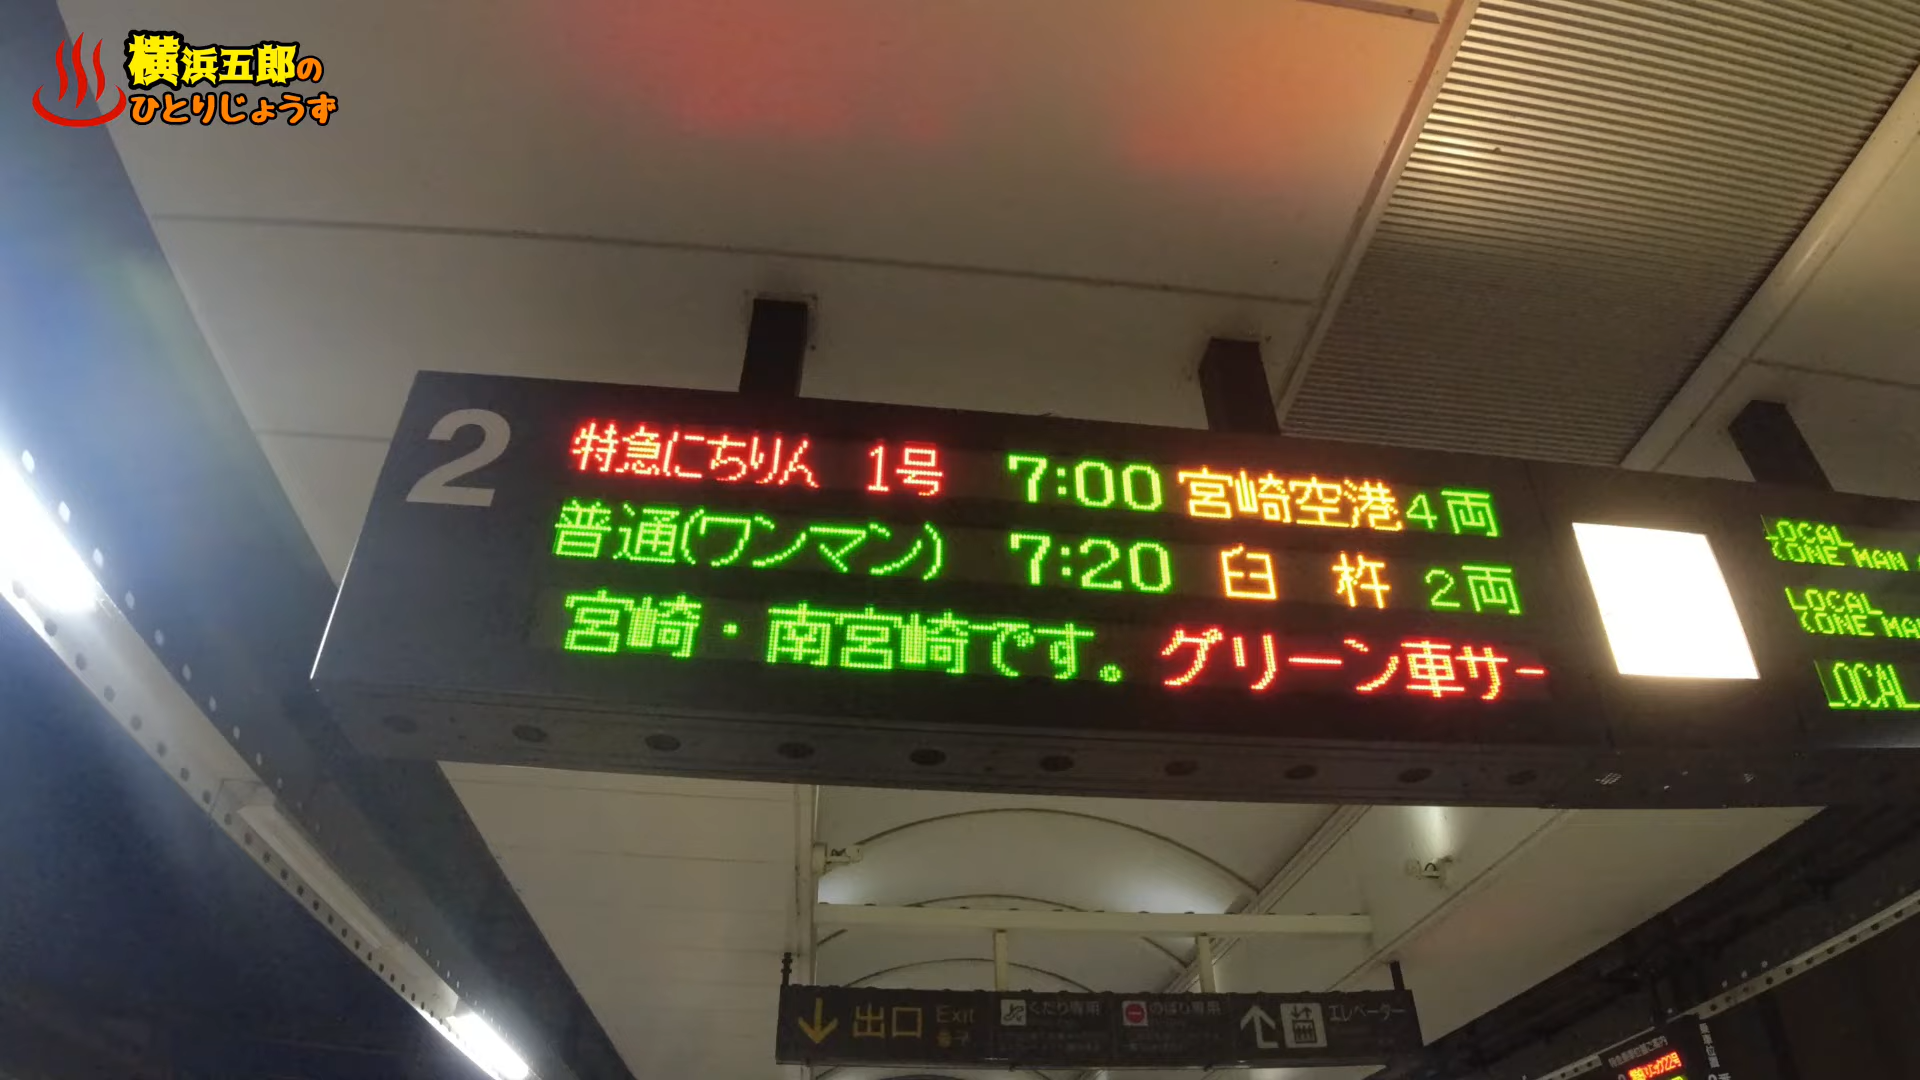 横浜五郎の
ひとりじょうず
2
特急にちりん 1号 7:00 宮崎空港 4両
普通(ワンマン) 7:20 臼 杵 2両
宮崎・南宮崎です。グリーン車サー
LOCAL
(ONE MAN
LOCAL
(ONE MA
LOCAL
出口 Exit くだり専用 のぼり専用 エレベーター